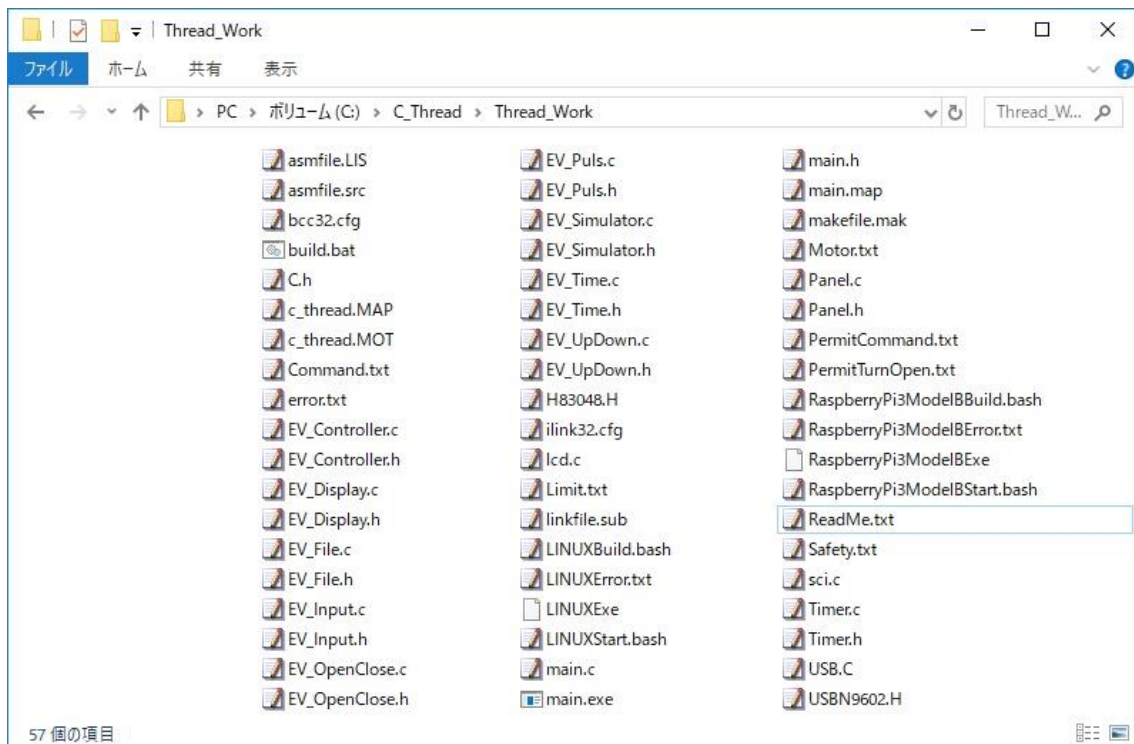 Thread_Work
ファイル ホーム 共有 表示
PC > ボリューム (C:) > C_Thread > Thread_Work
Thread_W...
asmfile.LIS
asmfile.src
bcc32.cfg
build.bat
C.h
c_thread.MAP
c_thread.MOT
Command.txt
error.txt
EV_Controller.c
EV_Controller.h
EV_Display.c
EV_Display.h
EV_File.c
EV_File.h
EV_Input.c
EV_Input.h
EV_OpenClose.c
EV_OpenClose.h
EV_Puls.c
EV_Puls.h
EV_Simulator.c
EV_Simulator.h
EV_Time.c
EV_Time.h
EV_UpDown.c
EV_UpDown.h
H83048.H
ilink32.cfg
lcd.c
Limit.txt
linkfile.sub
LINUXBuild.bash
LINUXError.txt
LINUXExe
LINUXStart.bash
main.c
main.exe
main.h
main.map
makefile.mak
Motor.txt
Panel.c
Panel.h
PermitCommand.txt
PermitTurnOpen.txt
RaspberryPi3ModelBBuild.bash
RaspberryPi3ModelBError.txt
RaspberryPi3ModelBExe
RaspberryPi3ModelBStart.bash
ReadMe.txt
Safety.txt
sci.c
Timer.c
Timer.h
USB.C
USBN9602.H
57 個の項目